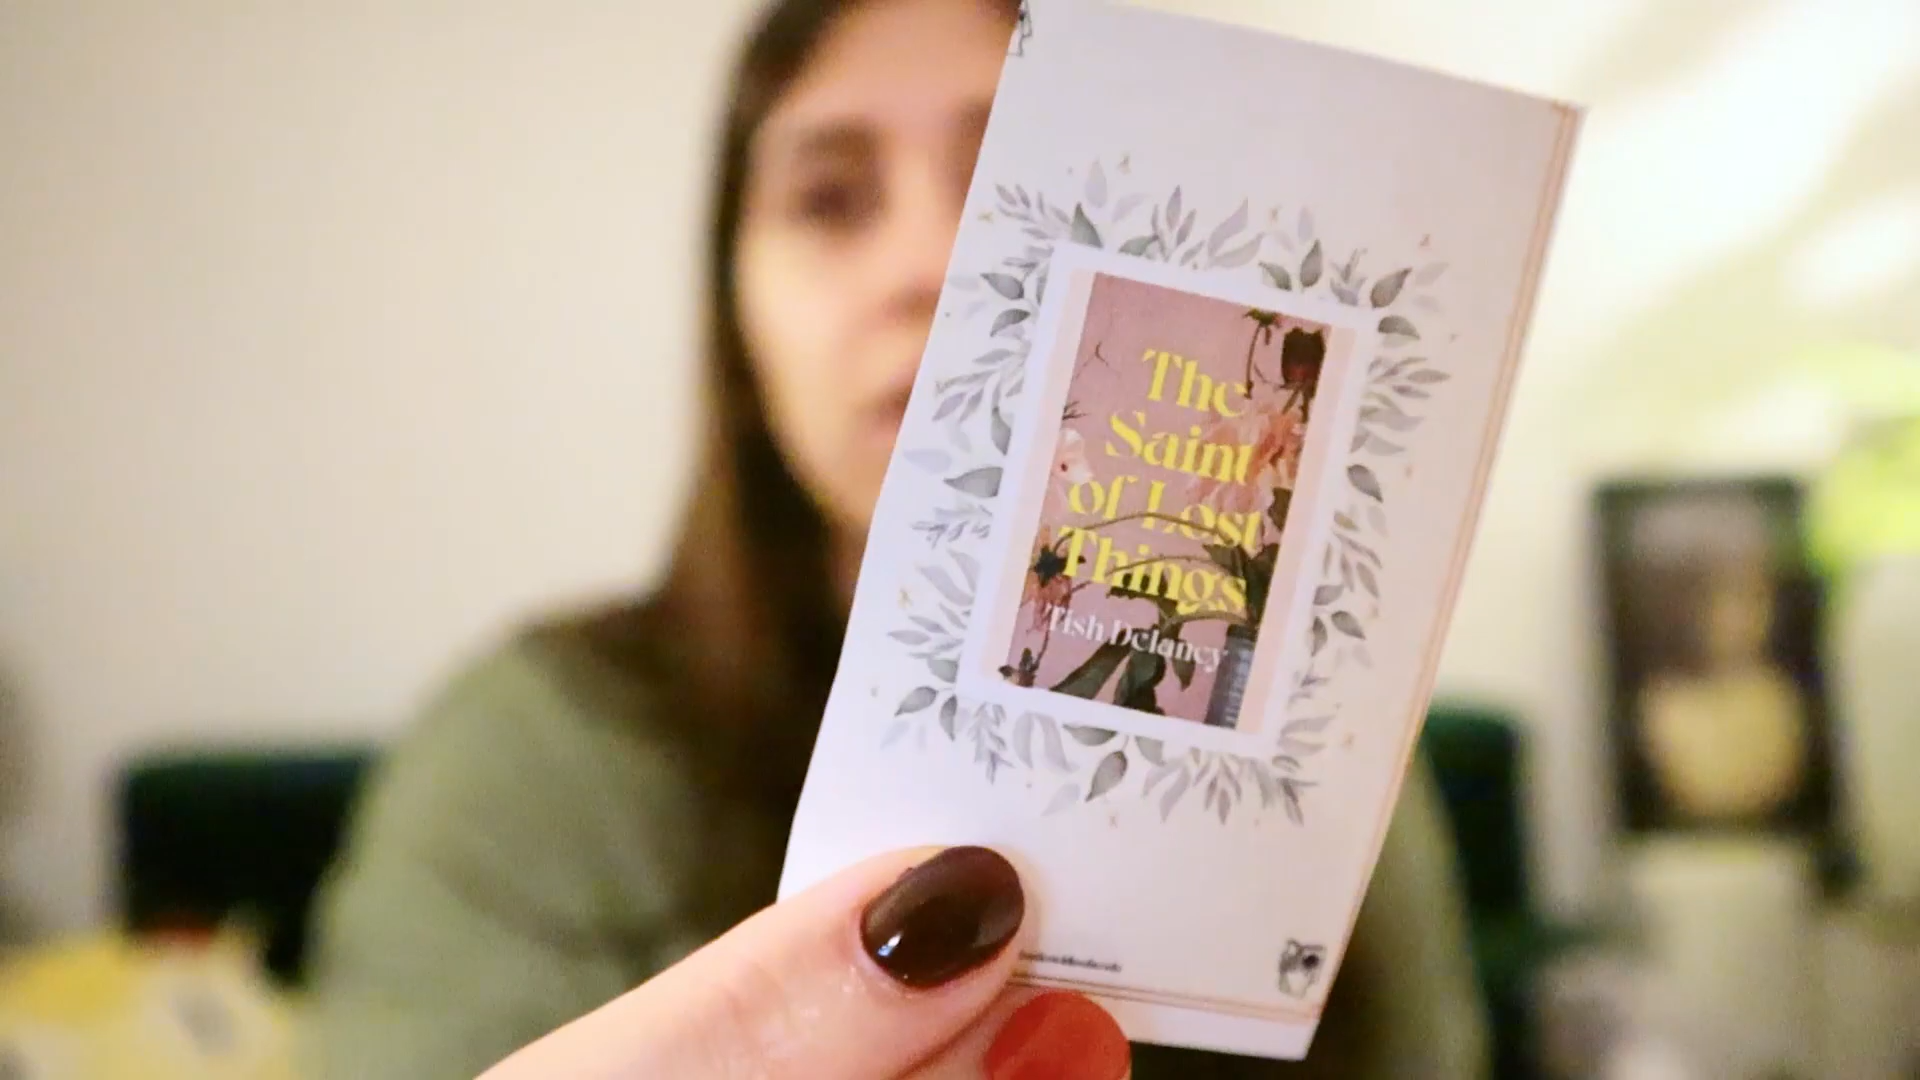 The
Saint
of Lost
Things
Tish Delaney